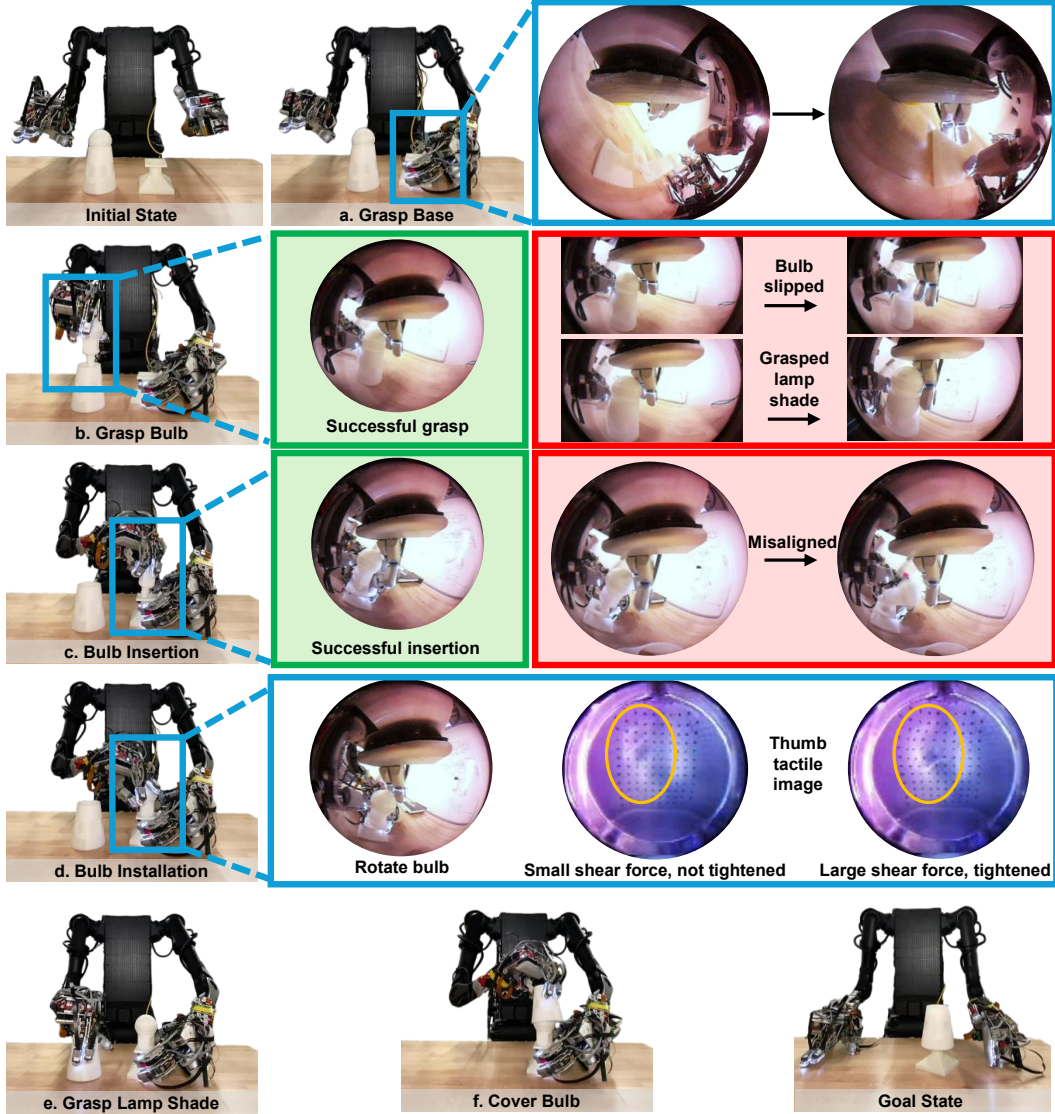 Initial State
a. Grasp Base
b. Grasp Bulb
Successful grasp
Bulb
slipped
Grasped
lamp
shade
c. Bulb Insertion
Successful insertion
Misaligned
d. Bulb Installation
Rotate bulb
Small shear force, not tightened
Thumb
tactile
image
Large shear force, tightened
e. Grasp Lamp Shade
f. Cover Bulb
Goal State